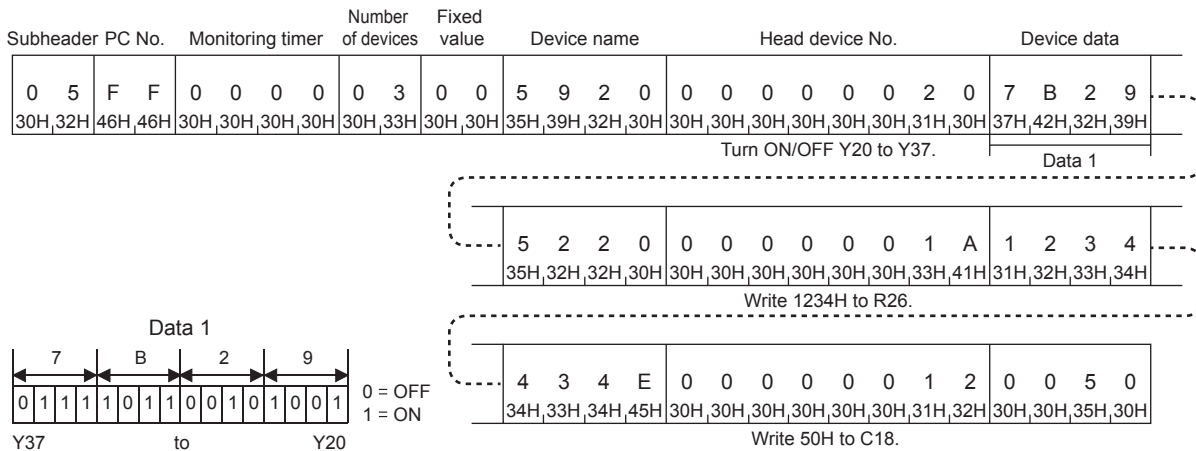 Subheader PC No. Monitoring timer Number of devices Fixed value Device name Head device No. Device data
0 5 F F 0 0 0 0 0 3 0 0 5 9 2 0 0 0 0 0 0 0 2 0 7 B 2 9
30H 32H 46H 46H 30H 30H 30H 30H 30H 33H 30H 30H 35H 39H 32H 30H 30H 30H 30H 30H 30H 30H 31H 30H 37H 42H 32H 39H
Turn ON/OFF Y20 to Y37.
Data 1
5 2 2 0 0 0 0 0 0 0 1 A 1 2 3 4
35H 32H 32H 30H 30H 30H 30H 30H 30H 30H 33H 41H 31H 32H 33H 34H
Write 1234H to R26.
4 3 4 E 0 0 0 0 0 0 1 2 0 0 5 0
34H 33H 34H 45H 30H 30H 30H 30H 30H 30H 31H 32H 30H 30H 35H 30H
Write 50H to C18.
Data 1
7 B 2 9
0 1 1 1 1 0 1 1 0 0 1 0 1 0 0 1
0 = OFF
1 = ON
Y37 to Y20